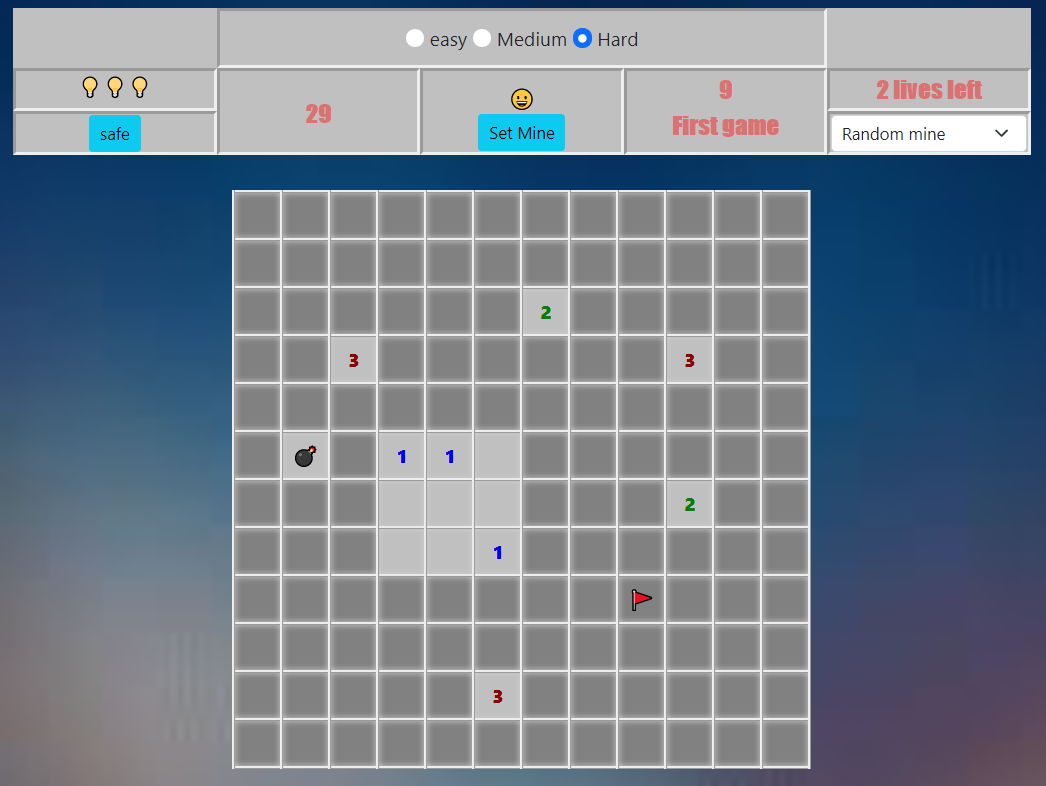 easy Medium Hard
29
9
2 lives left
safe
Set Mine
First game
Random mine
2
3 3
1 1
2
1
3